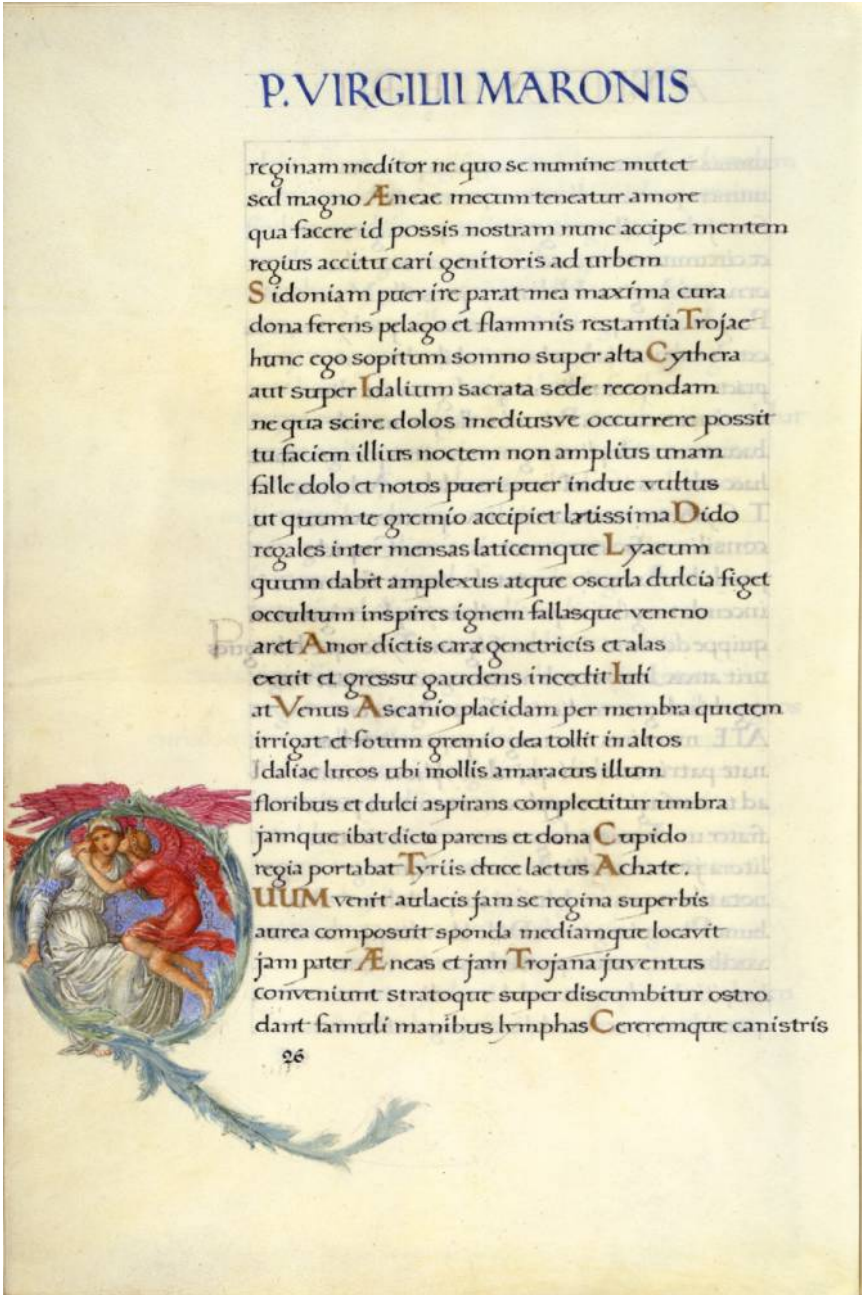 P. VIRGILII MARONIS
reginam meditor ne quo se numine mutet
sed magno Æneae mecum teneatur amore
qua facere id possis nostram nunc accipe mentem
regius accitu cari genitoris ad urbem
Sidoniam puer ire parat mea maxima cura
dona ferens pelago et flammis restantia Trojae
hunc ego sopitum somno super alta Cythera
aut super Idalium sacrata sede recondam
ne qua scire dolos mediusve occurrere possit
tu faciem illius noctem non amplius unam
falle dolo et notos pueri puer indue vultus
ut quum te gremio accipiet lætissima Dido
regales inter mensas laticemque Lyaeum
quum dabit amplexus atque oscula dulcia figet
occultum inspires ignem fallasque veneno
Paret Amor dictis caræ genetricis et alas
exuit et gressu gaudens incedit Iuli
at Venus Ascanio placidam per membra quietem
irrigat et fotum gremio dea tollit in altos
Idaliae lucos ubi mollis amaracus illum
floribus et dulci aspirans complectitur umbra
jamque ibat dicto parens et dona Cupido
regia portabat Tyriis duce laetus Achate.
QUUM venit aulaeis jam se regina superbis
aurea composuit sponda mediamque locavit
jam pater Æneas et jam Trojana juventus
conveniunt stratoque super discumbitur ostro
dant famuli manibus lymphas Cereremque canistris
26